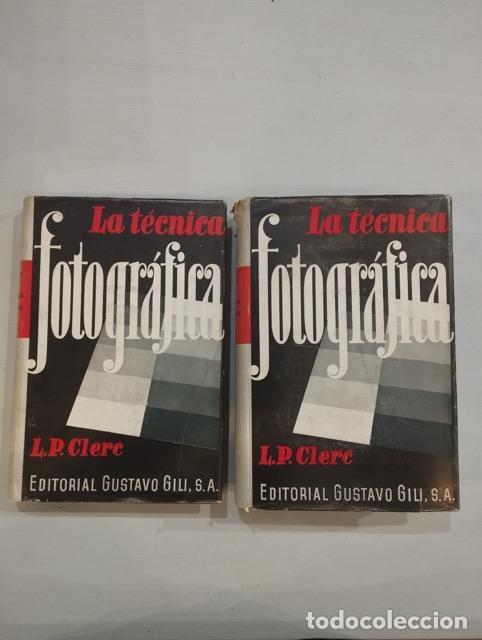 La técnica
fotográfica
L.P. Clerc
EDITORIAL GUSTAVO GILI, S.A.
La técnica
fotográfica
L.P. Clerc
EDITORIAL GUSTAVO GILI, S.A.
todocoleccion